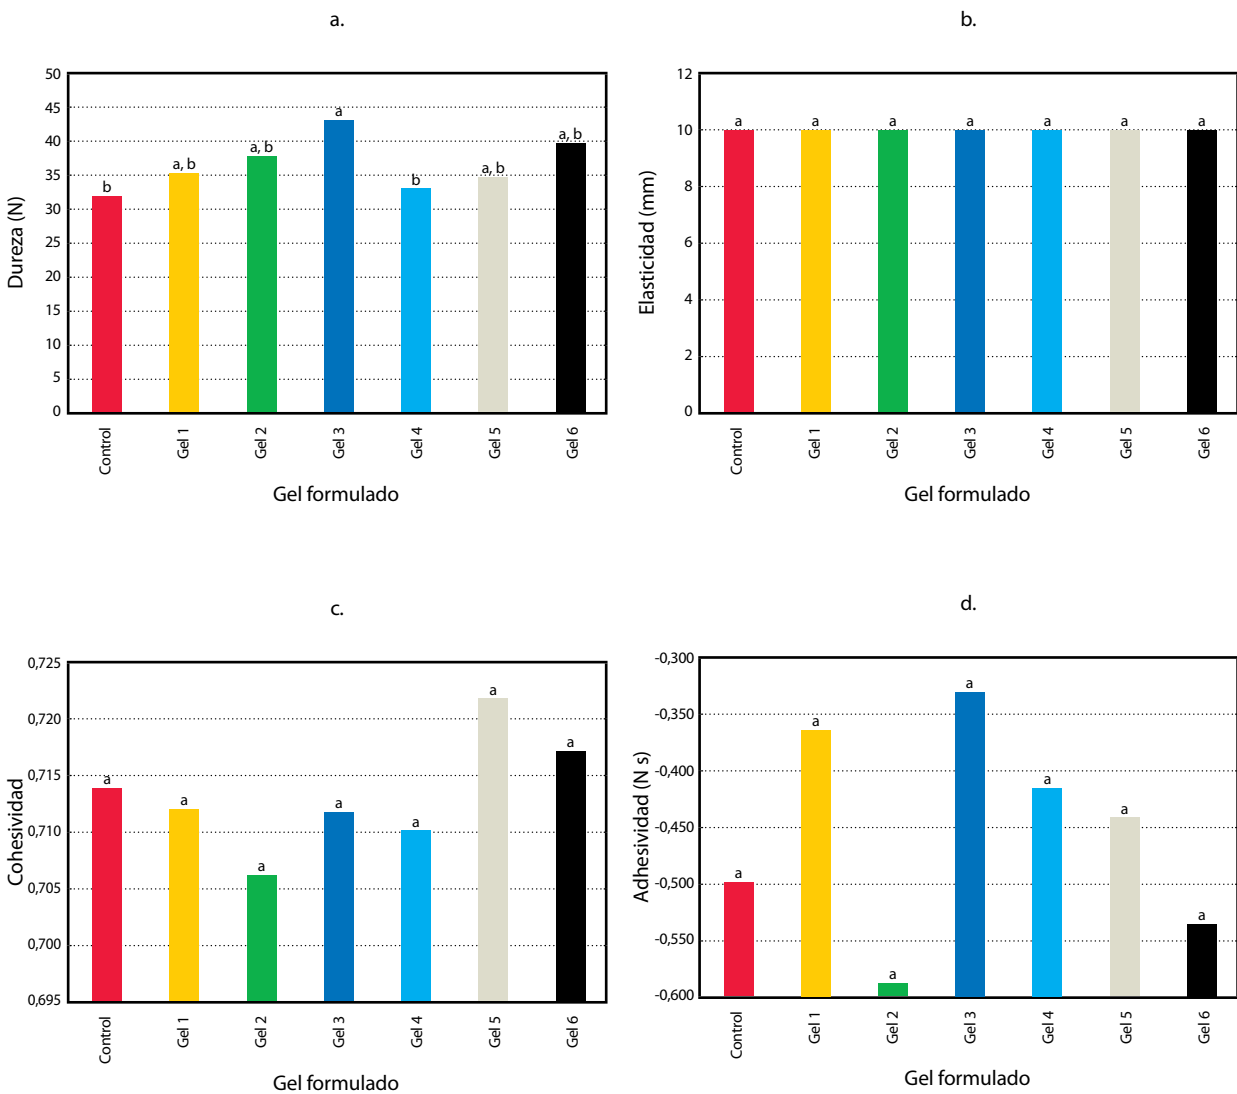 a.
50
45
40
35
30
25
20
15
10
5
0
Dureza (N)
b
a, b
a, b
a
b
a, b
a, b
Control
Gel 1
Gel 2
Gel 3
Gel 4
Gel 5
Gel 6
Gel formulado
b.
12
10
8
6
4
2
0
Elasticidad (mm)
a
a
a
a
a
a
a
Control
Gel 1
Gel 2
Gel 3
Gel 4
Gel 5
Gel 6
Gel formulado
c.
0,725
0,720
0,715
0,710
0,705
0,700
0,695
Cohesividad
a
a
a
a
a
a
a
Control
Gel 1
Gel 2
Gel 3
Gel 4
Gel 5
Gel 6
Gel formulado
d.
-0,300
-0,350
-0,400
-0,450
-0,500
-0,550
-0,600
Adhesividad (N s)
a
a
a
a
a
a
a
Control
Gel 1
Gel 2
Gel 3
Gel 4
Gel 5
Gel 6
Gel formulado